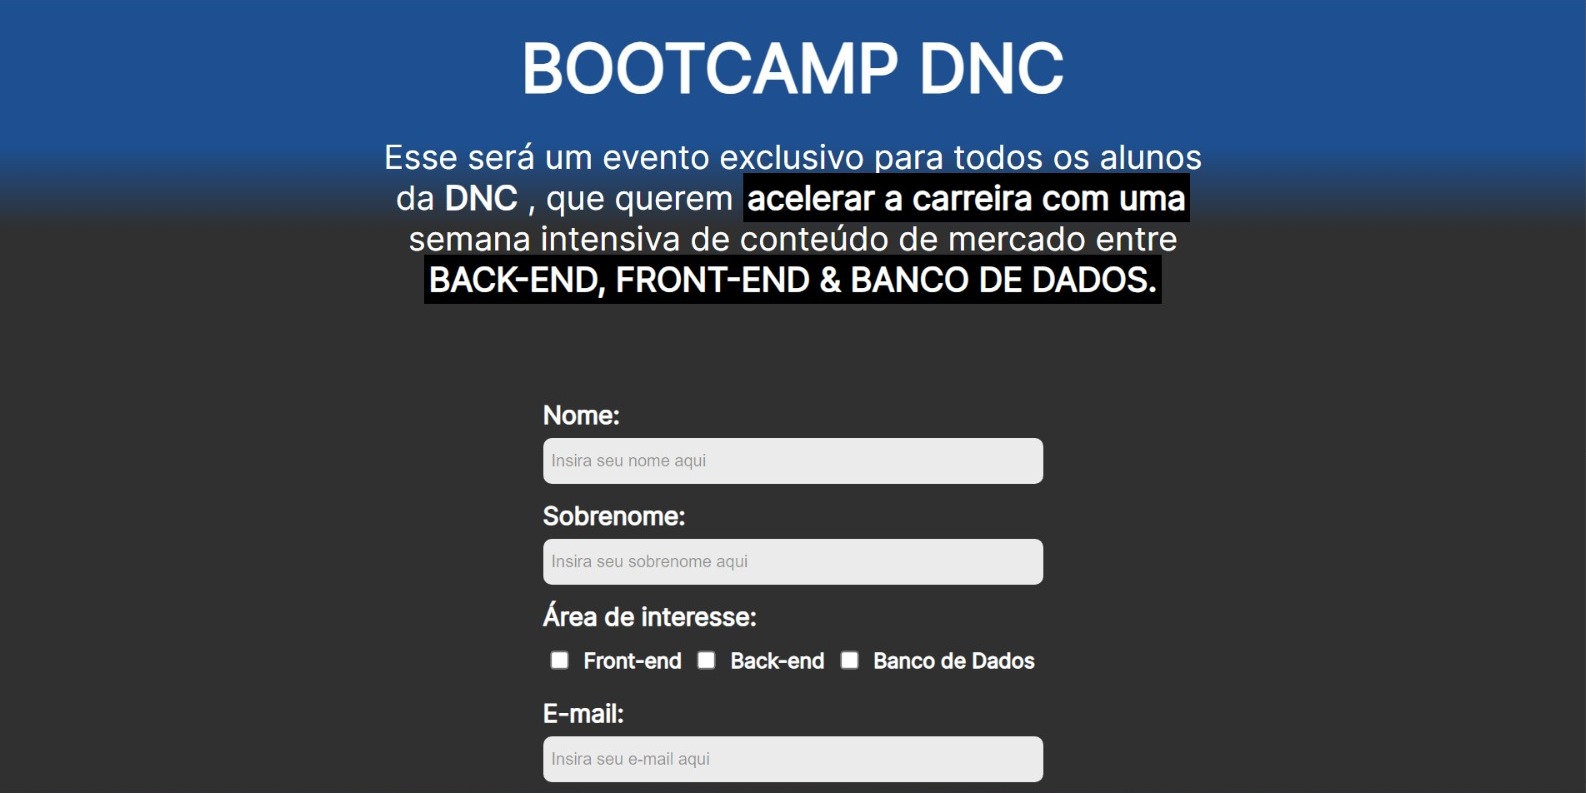 BOOTCAMP DNC
Esse será um evento exclusivo para todos os alunos
da DNC , que querem acelerar a carreira com uma
semana intensiva de conteúdo de mercado entre
BACK-END, FRONT-END & BANCO DE DADOS.
Nome:
Insira seu nome aqui
Sobrenome:
Insira seu sobrenome aqui
Área de interesse:
Front-end Back-end Banco de Dados
E-mail:
Insira seu e-mail aqui